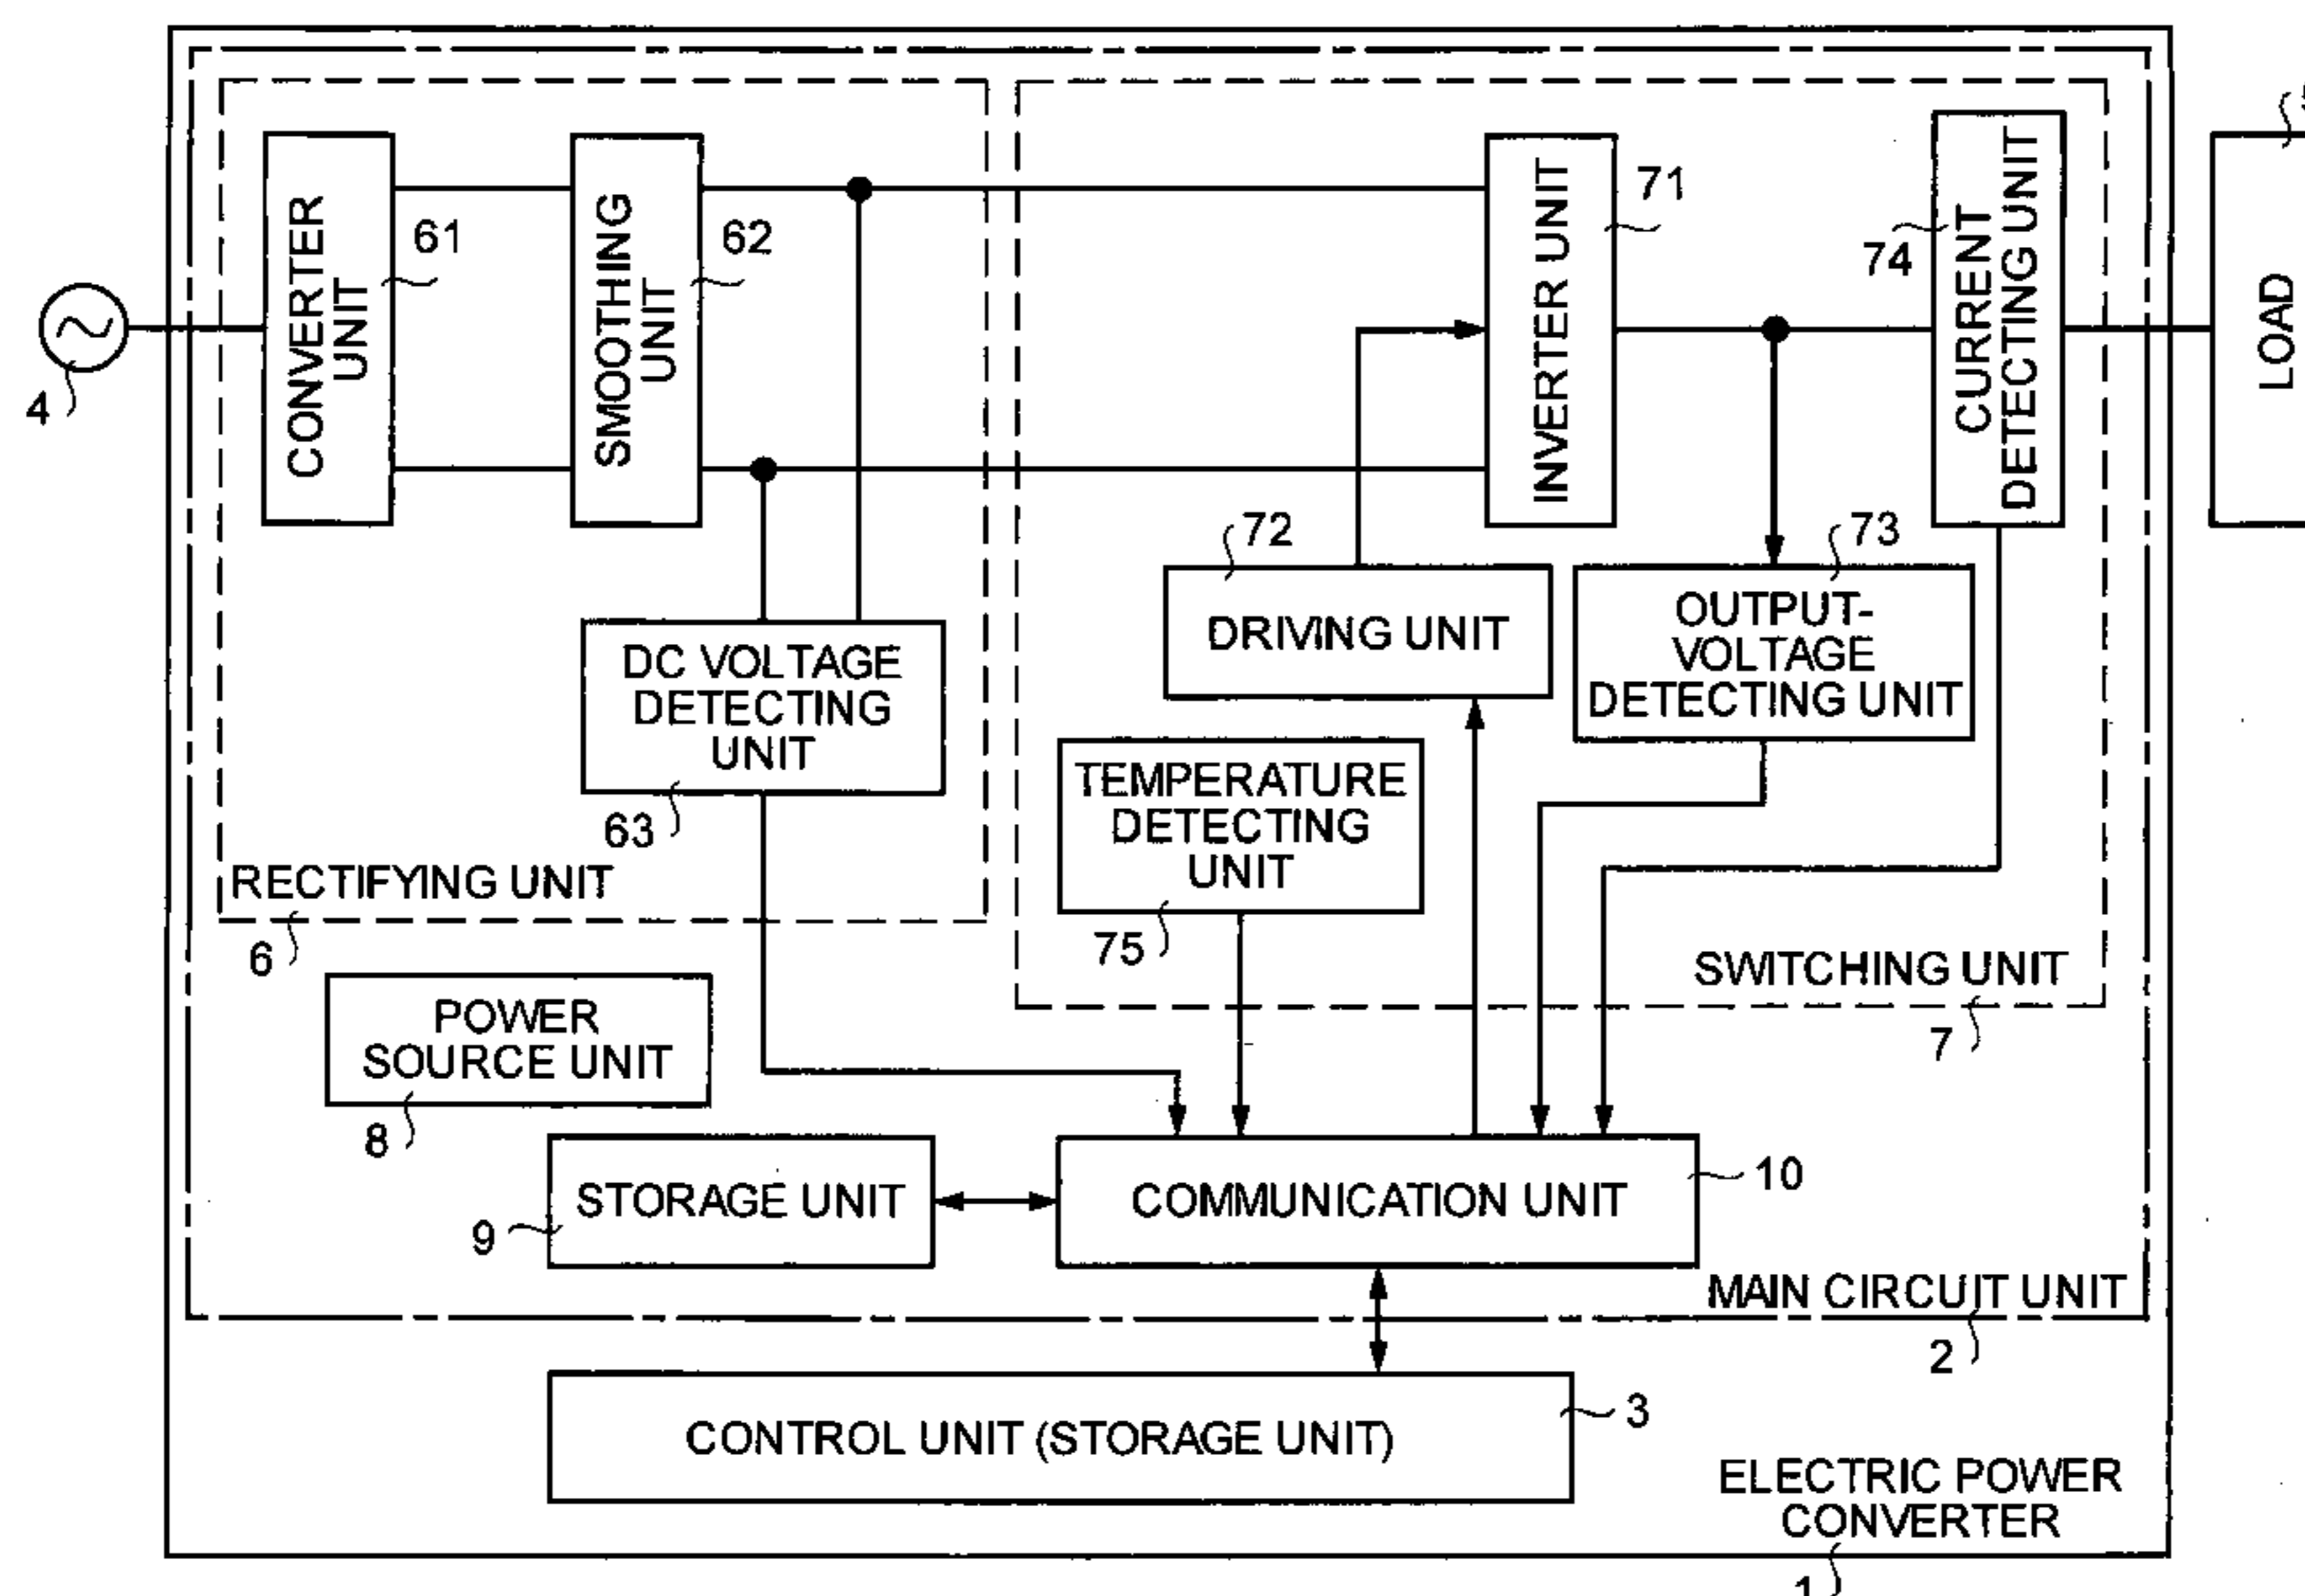 5
71
61
62
74
CONVERTER
UNIT
SMOOTHING
UNIT
INVERTER UNIT
CURRENT
DETECTING UNIT
LOAD
4
72
73
DRIVING UNIT
OUTPUT-
VOLTAGE
DETECTING UNIT
DC VOLTAGE
DETECTING
UNIT
63
TEMPERATURE
DETECTING
UNIT
75
RECTIFYING UNIT
6
SWITCHING UNIT
7
POWER
SOURCE UNIT
8
STORAGE UNIT
9
COMMUNICATION UNIT
10
MAIN CIRCUIT UNIT
2
CONTROL UNIT (STORAGE UNIT)
3
ELECTRIC POWER
CONVERTER
1